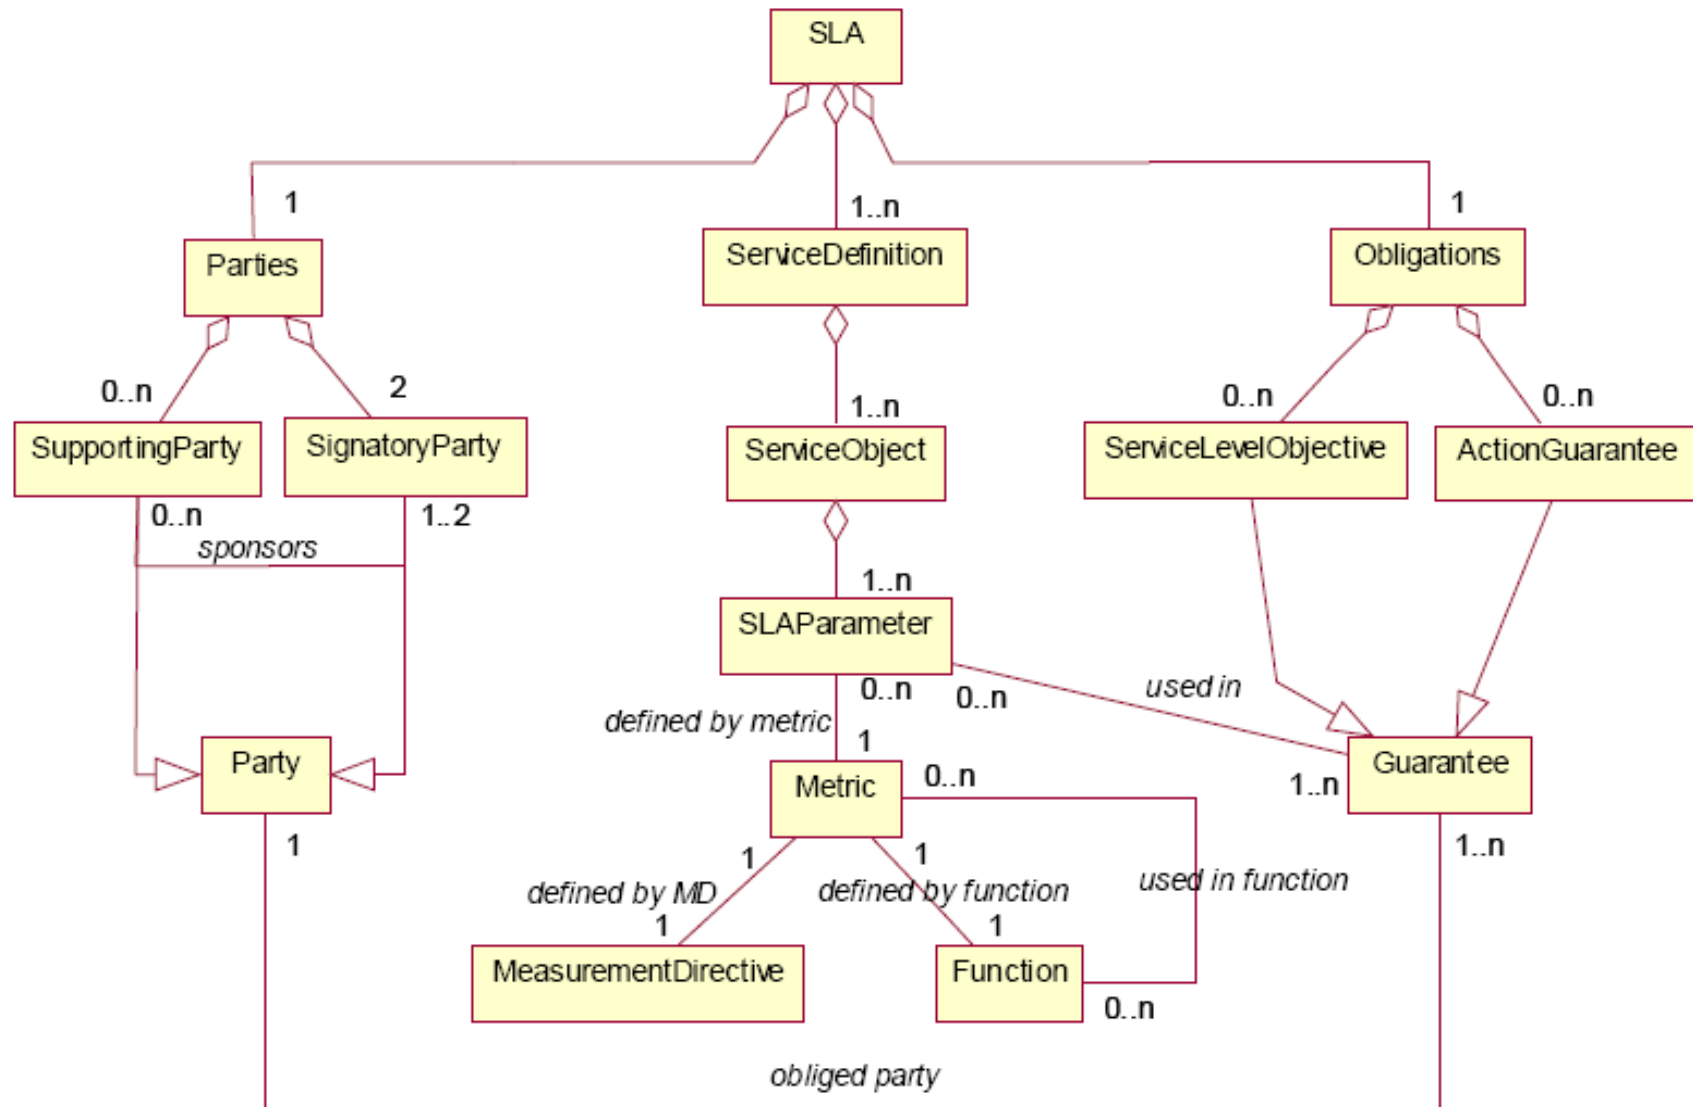 SLA
1
1..n
1
Parties
ServiceDefinition
Obligations
0..n
2
1..n
0..n
0..n
SupportingParty
SignatoryParty
ServiceObject
ServiceLevelObjective
ActionGuarantee
0..n
1..2
sponsors
1..n
SLAParameter
0..n
0..n
used in
defined by metric
1
Party
Metric
0..n
1..n
Guarantee
1
1
1
1..n
defined by MD
defined by function
used in function
1
1
MeasurementDirective
Function
0..n
obliged party